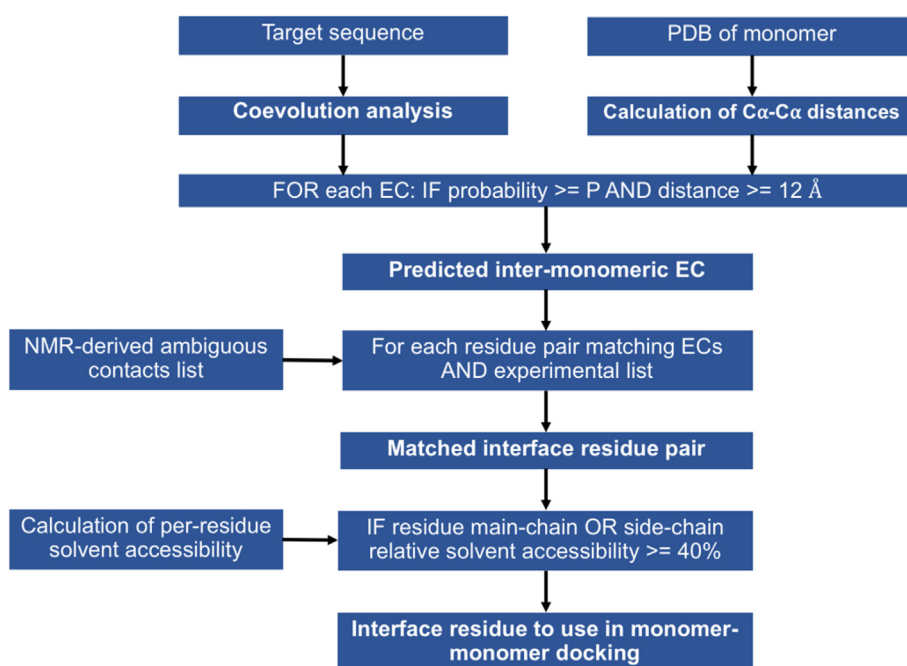 Target sequence
PDB of monomer
Coevolution analysis
Calculation of Cα-Cα distances
FOR each EC: IF probability >= P AND distance >= 12 Å
Predicted inter-monomeric EC
NMR-derived ambiguous
contacts list
For each residue pair matching ECs
AND experimental list
Matched interface residue pair
Calculation of per-residue
solvent accessibility
IF residue main-chain OR side-chain
relative solvent accessibility >= 40%
Interface residue to use in monomer-
monomer docking